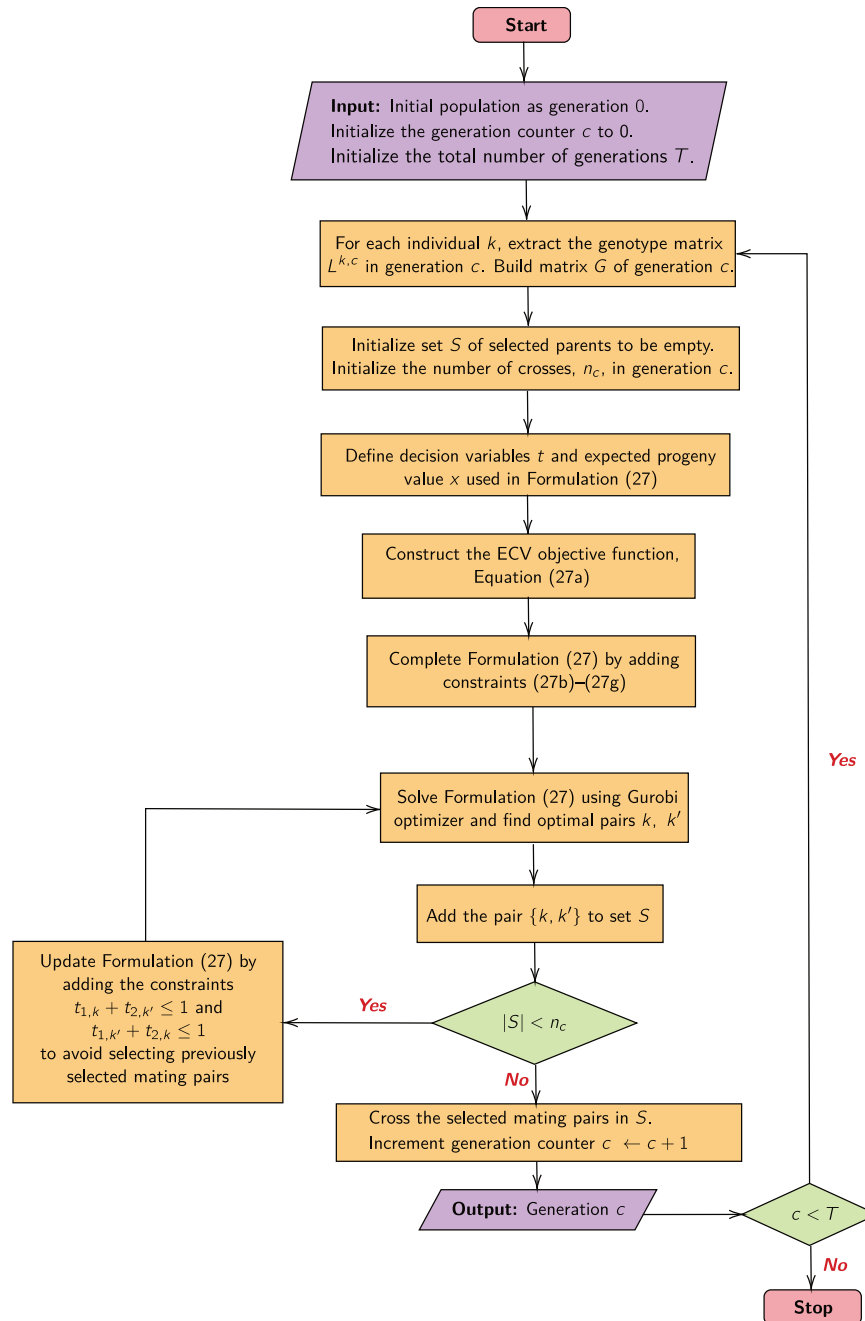 Start
Input: Initial population as generation 0.
Initialize the generation counter c to 0.
Initialize the total number of generations T.
For each individual k, extract the genotype matrix
L^{k,c} in generation c. Build matrix G of generation c.
Initialize set S of selected parents to be empty.
Initialize the number of crosses, n_c, in generation c.
Define decision variables t and expected progeny
value x used in Formulation (27)
Construct the ECV objective function,
Equation (27a)
Complete Formulation (27) by adding
constraints (27b)–(27g)
Solve Formulation (27) using Gurobi
optimizer and find optimal pairs k, k′
Add the pair {k, k′} to set S
|S| < n_c
Yes
Update Formulation (27) by
adding the constraints
t_{1,k} + t_{2,k′} ≤ 1 and
t_{1,k′} + t_{2,k} ≤ 1
to avoid selecting previously
selected mating pairs
No
Cross the selected mating pairs in S.
Increment generation counter c ← c + 1
Output: Generation c
c < T
Yes
No
Stop